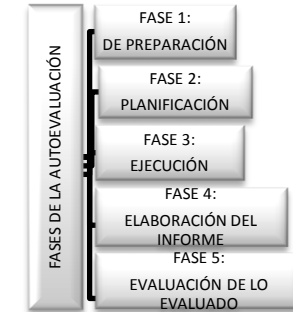 FASES DE LA AUTOEVALUACIÓN
FASE 1:
DE PREPARACIÓN
FASE 2:
PLANIFICACIÓN
FASE 3:
EJECUCIÓN
FASE 4:
ELABORACIÓN DEL
INFORME
FASE 5:
EVALUACIÓN DE LO
EVALUADO